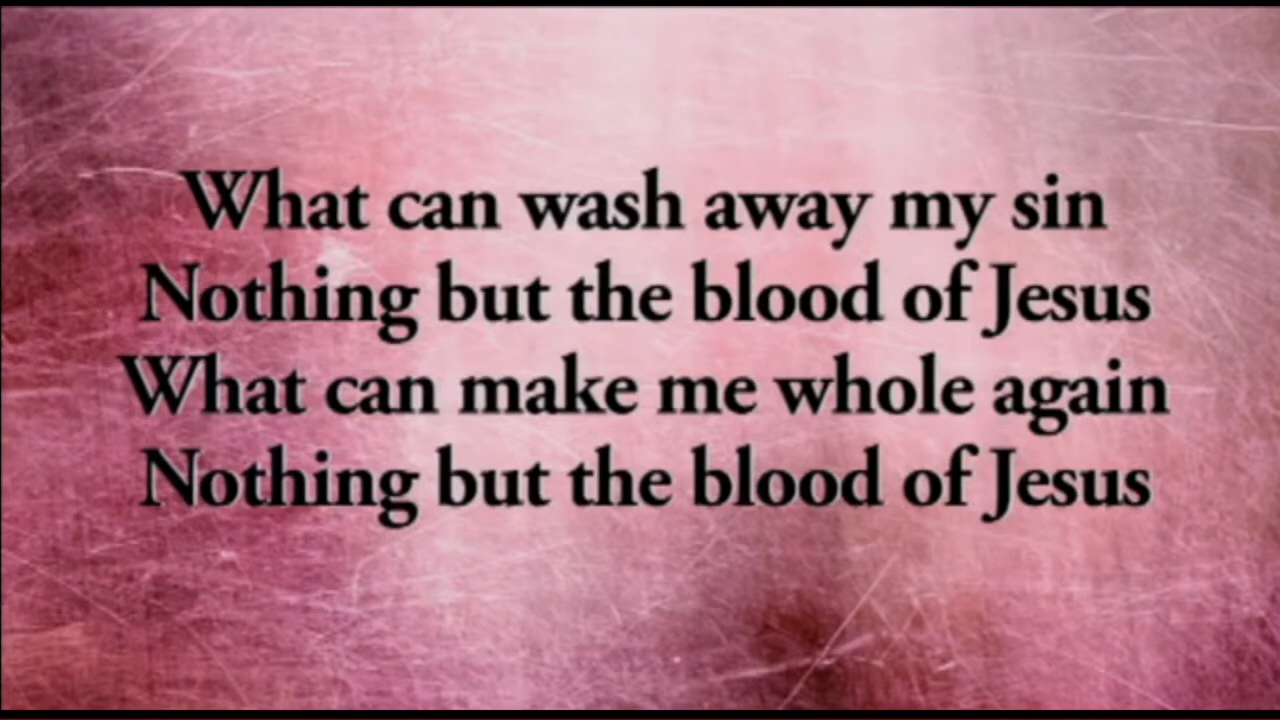 What can wash away my sin
Nothing but the blood of Jesus
What can make me whole again
Nothing but the blood of Jesus